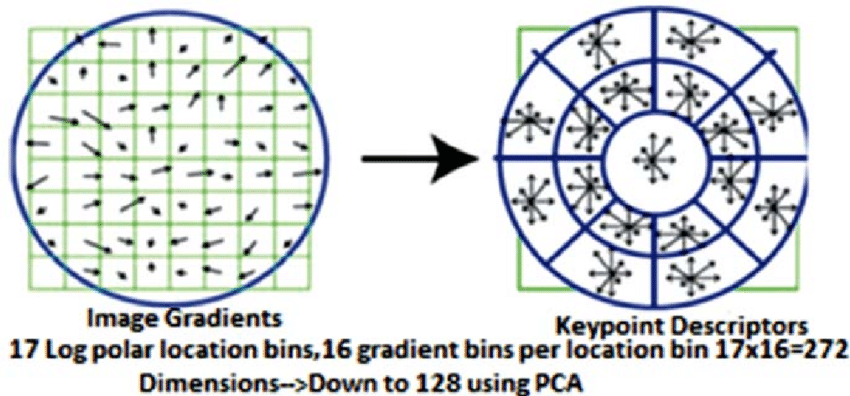 Image Gradients
Keypoint Descriptors
17 Log polar location bins,16 gradient bins per location bin 17x16=272
Dimensions-->Down to 128 using PCA